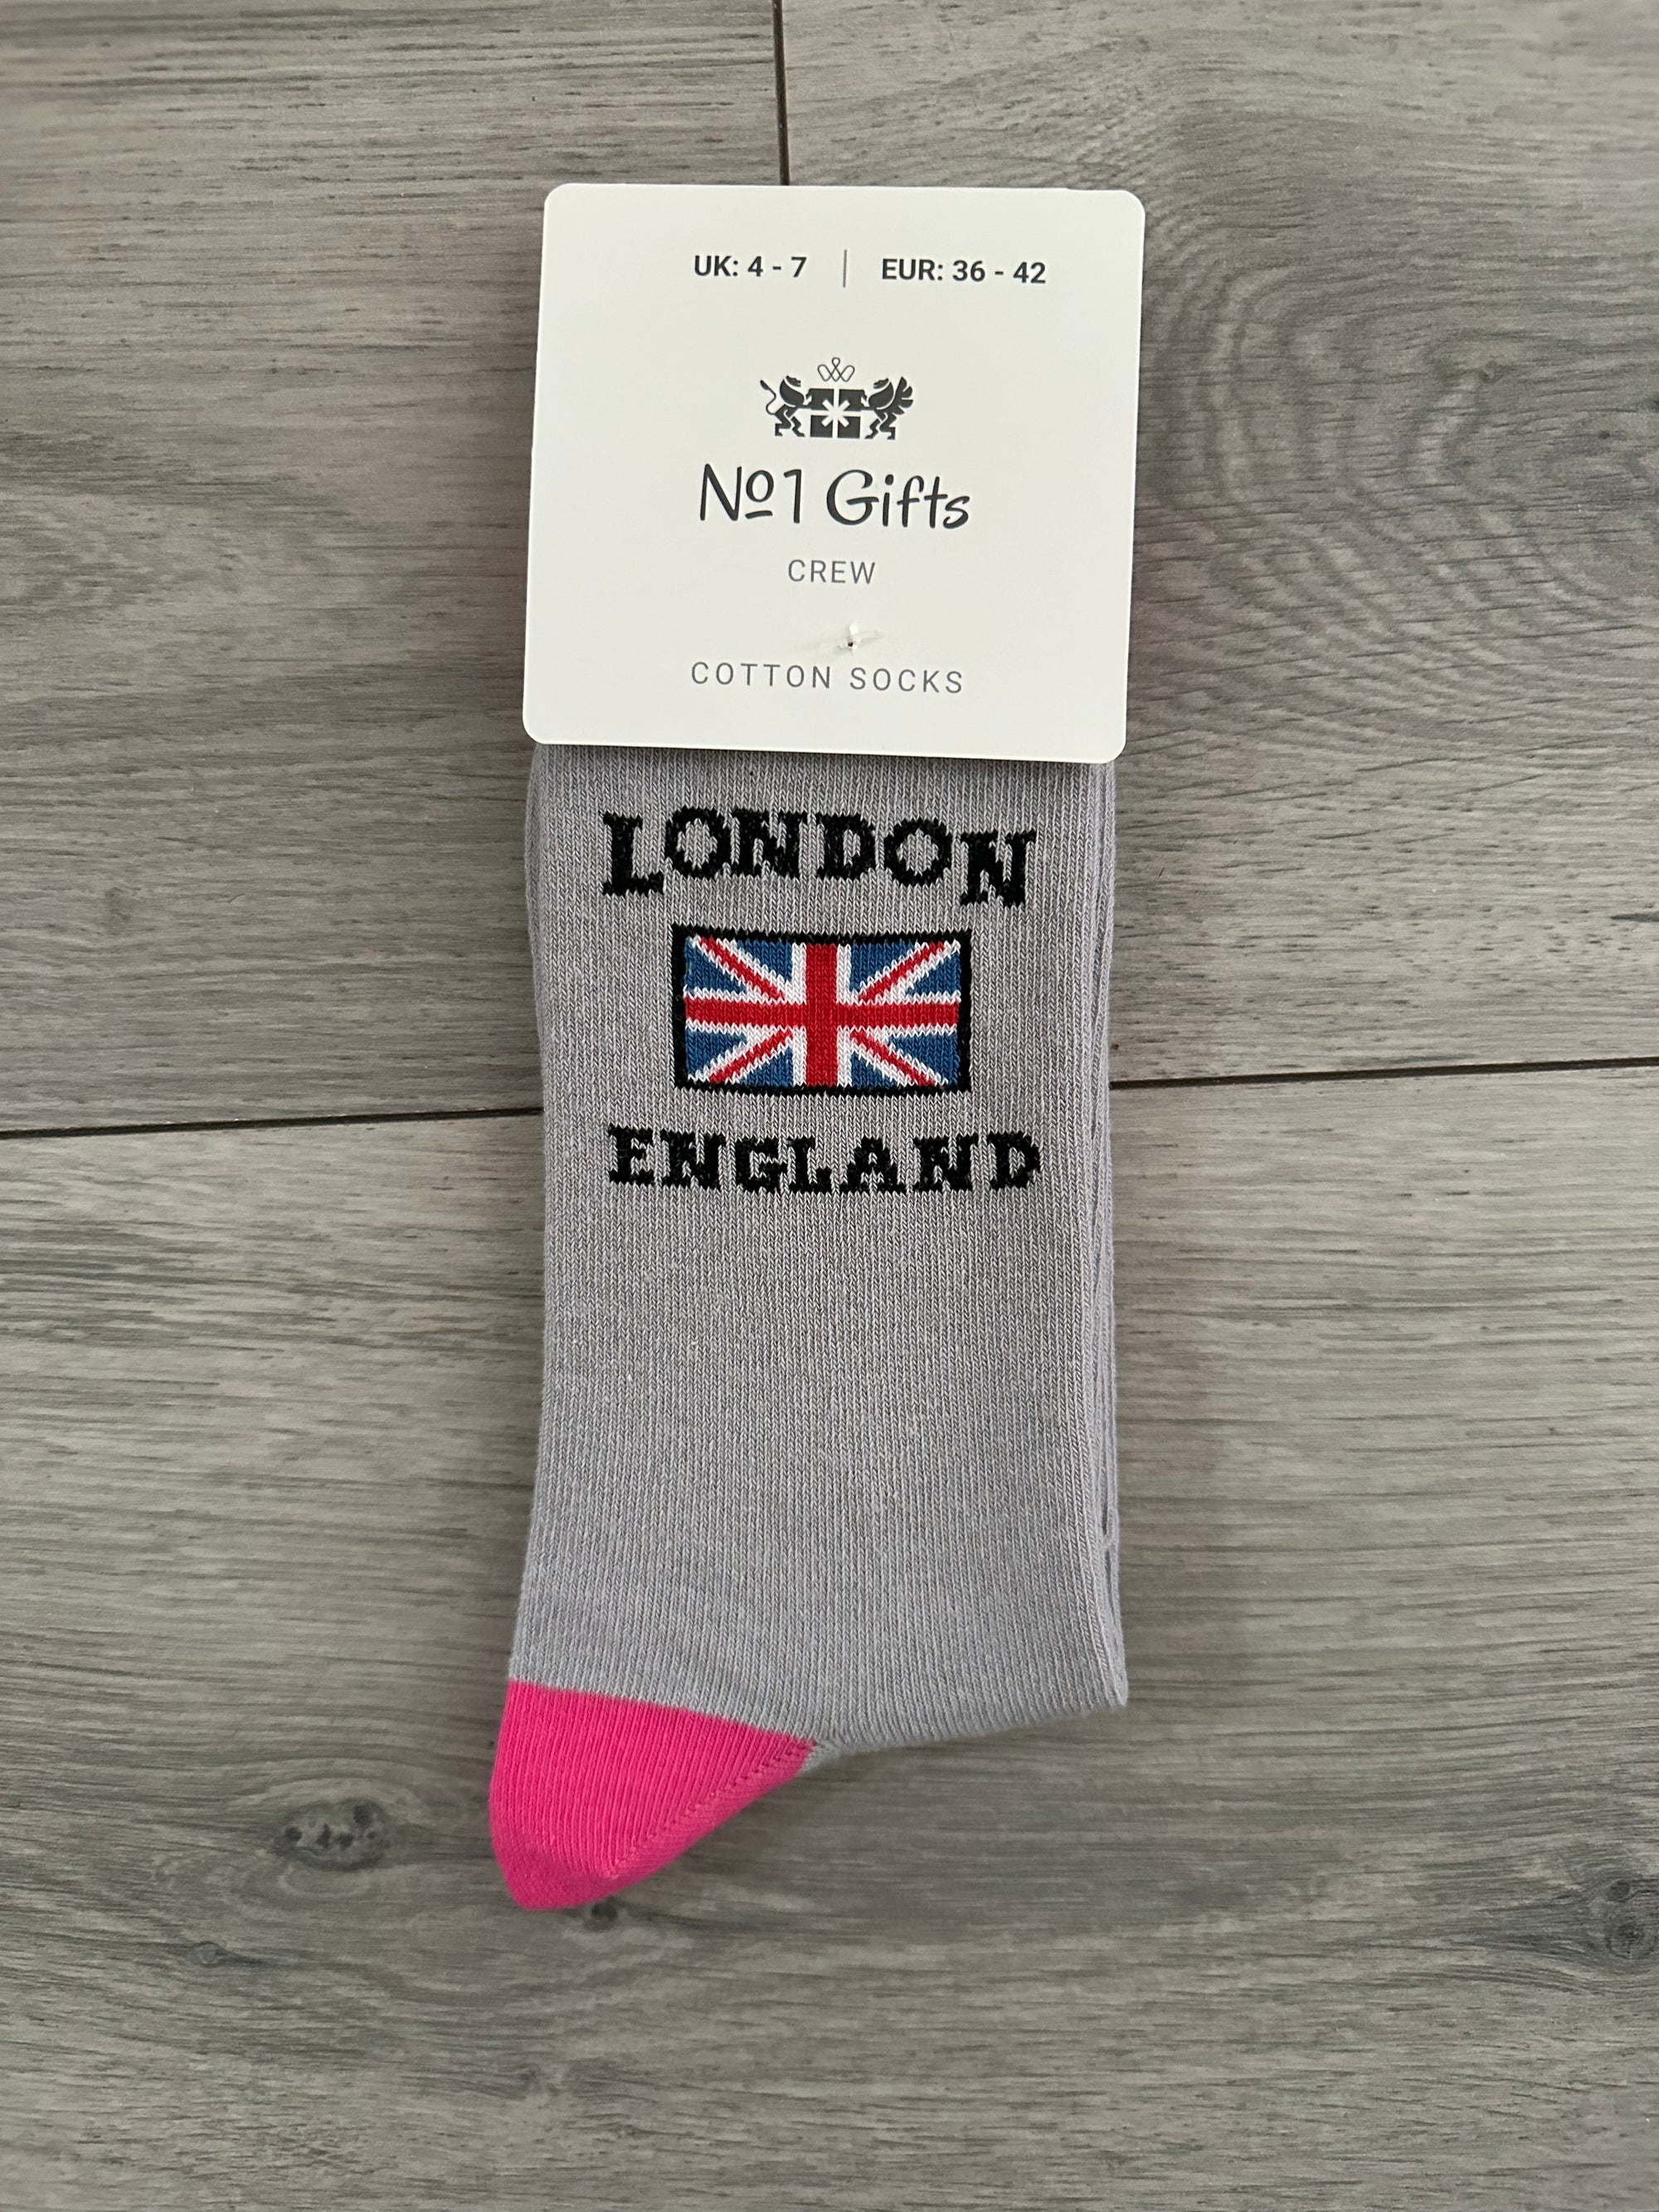 UK: 4 - 7 | EUR: 36 - 42
№1 Gifts
CREW
COTTON SOCKS
LONDON
ENGLAND